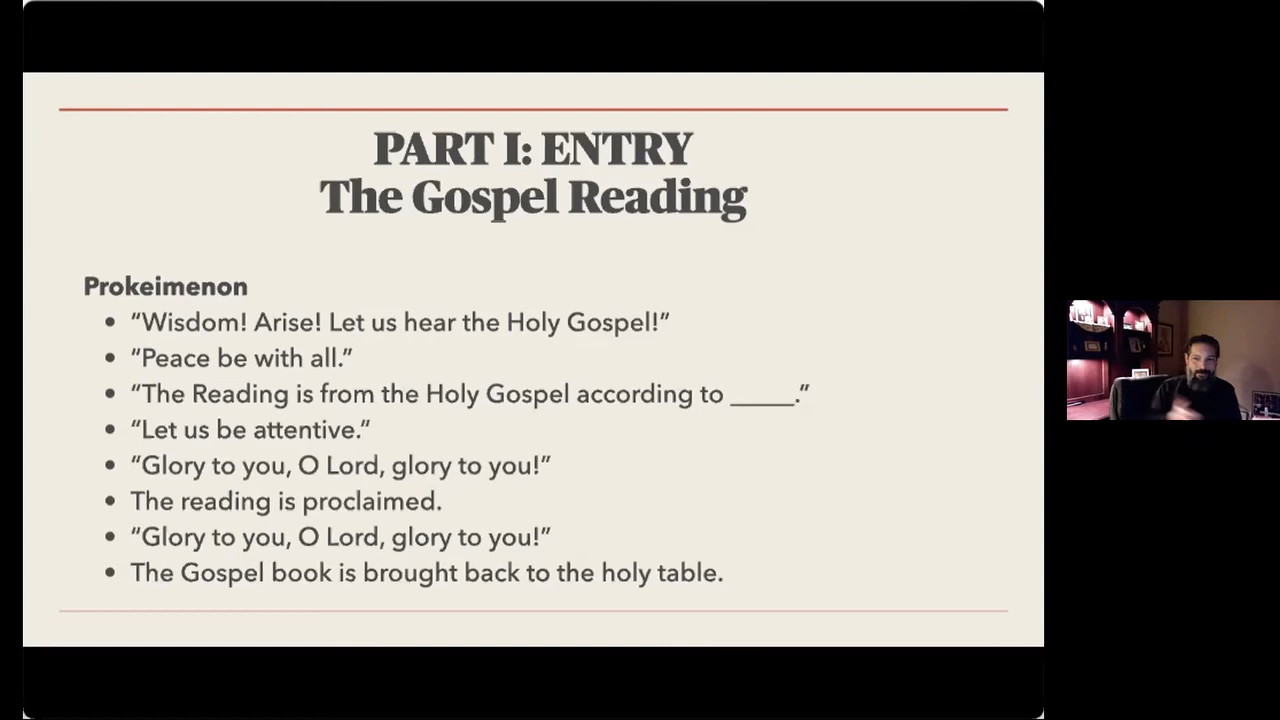 PART I: ENTRY
The Gospel Reading
Prokeimenon
• “Wisdom! Arise! Let us hear the Holy Gospel!”
• “Peace be with all.”
• “The Reading is from the Holy Gospel according to _____.”
• “Let us be attentive.”
• “Glory to you, O Lord, glory to you!”
• The reading is proclaimed.
• “Glory to you, O Lord, glory to you!”
• The Gospel book is brought back to the holy table.